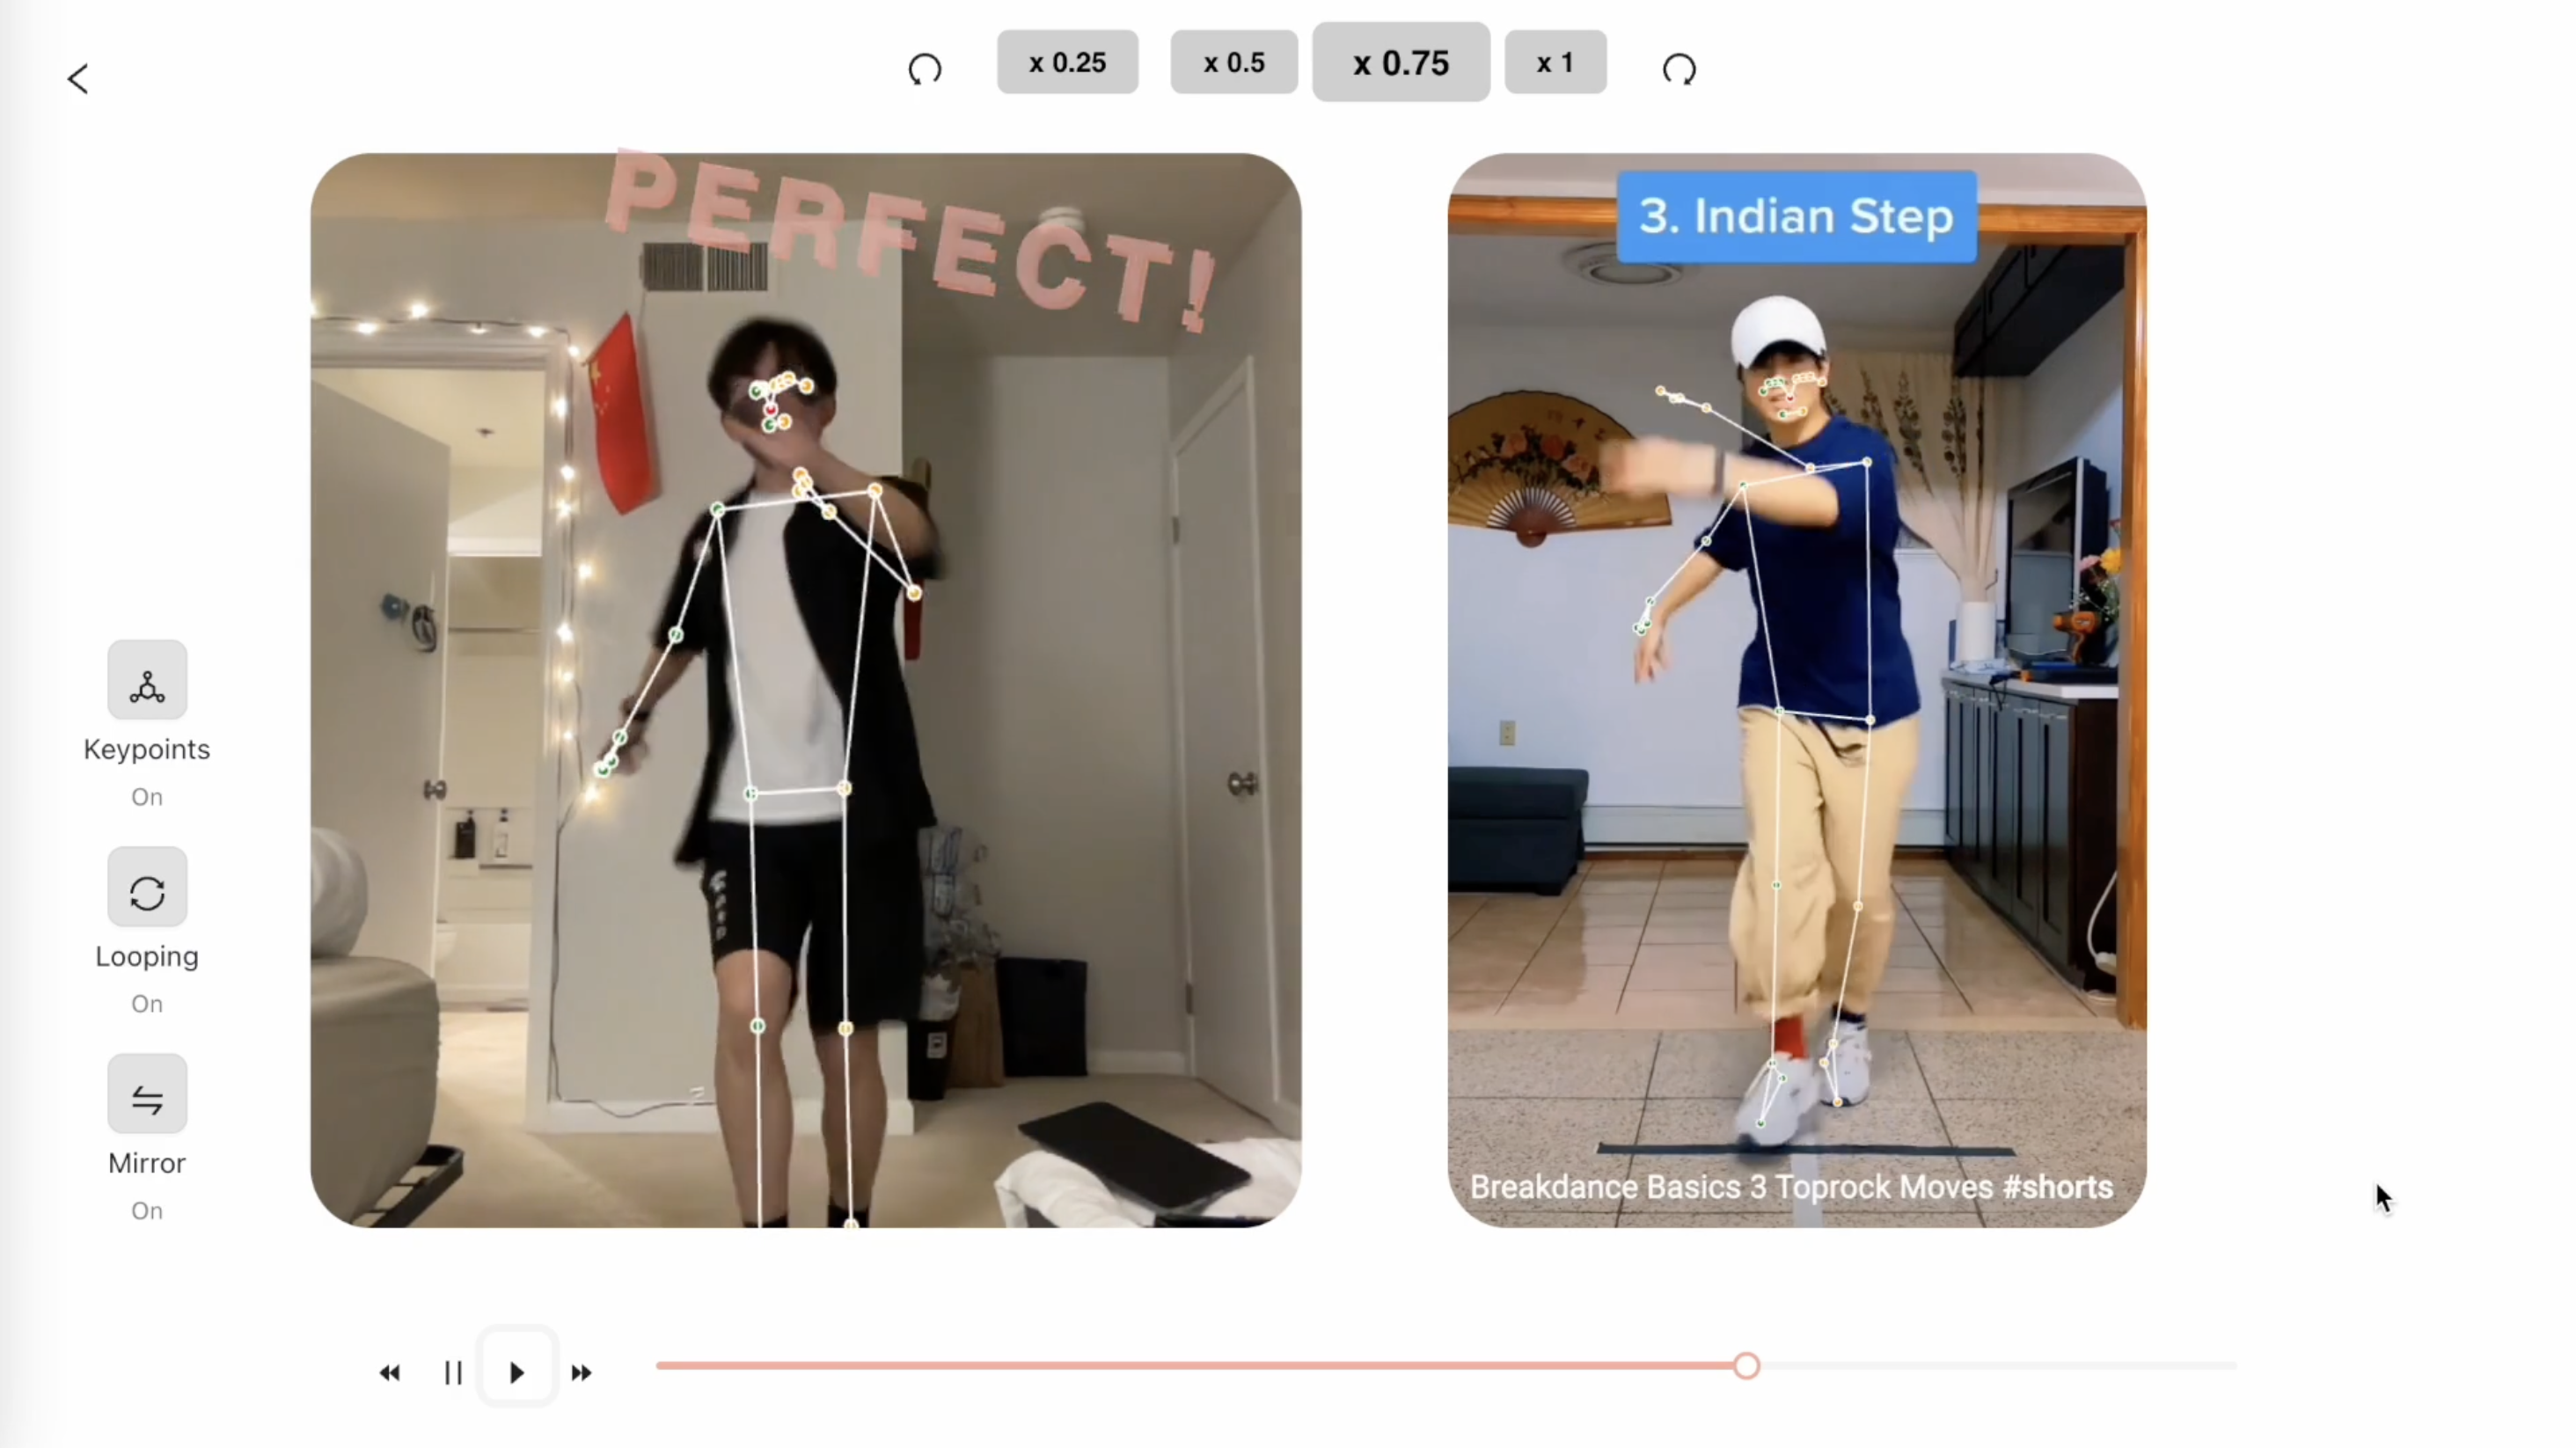 x 0.25
x 0.5
x 0.75
x 1
PERFECT!
3. Indian Step
Keypoints
On
Looping
On
Mirror
On
Breakdance Basics 3 Toprock Moves #shorts